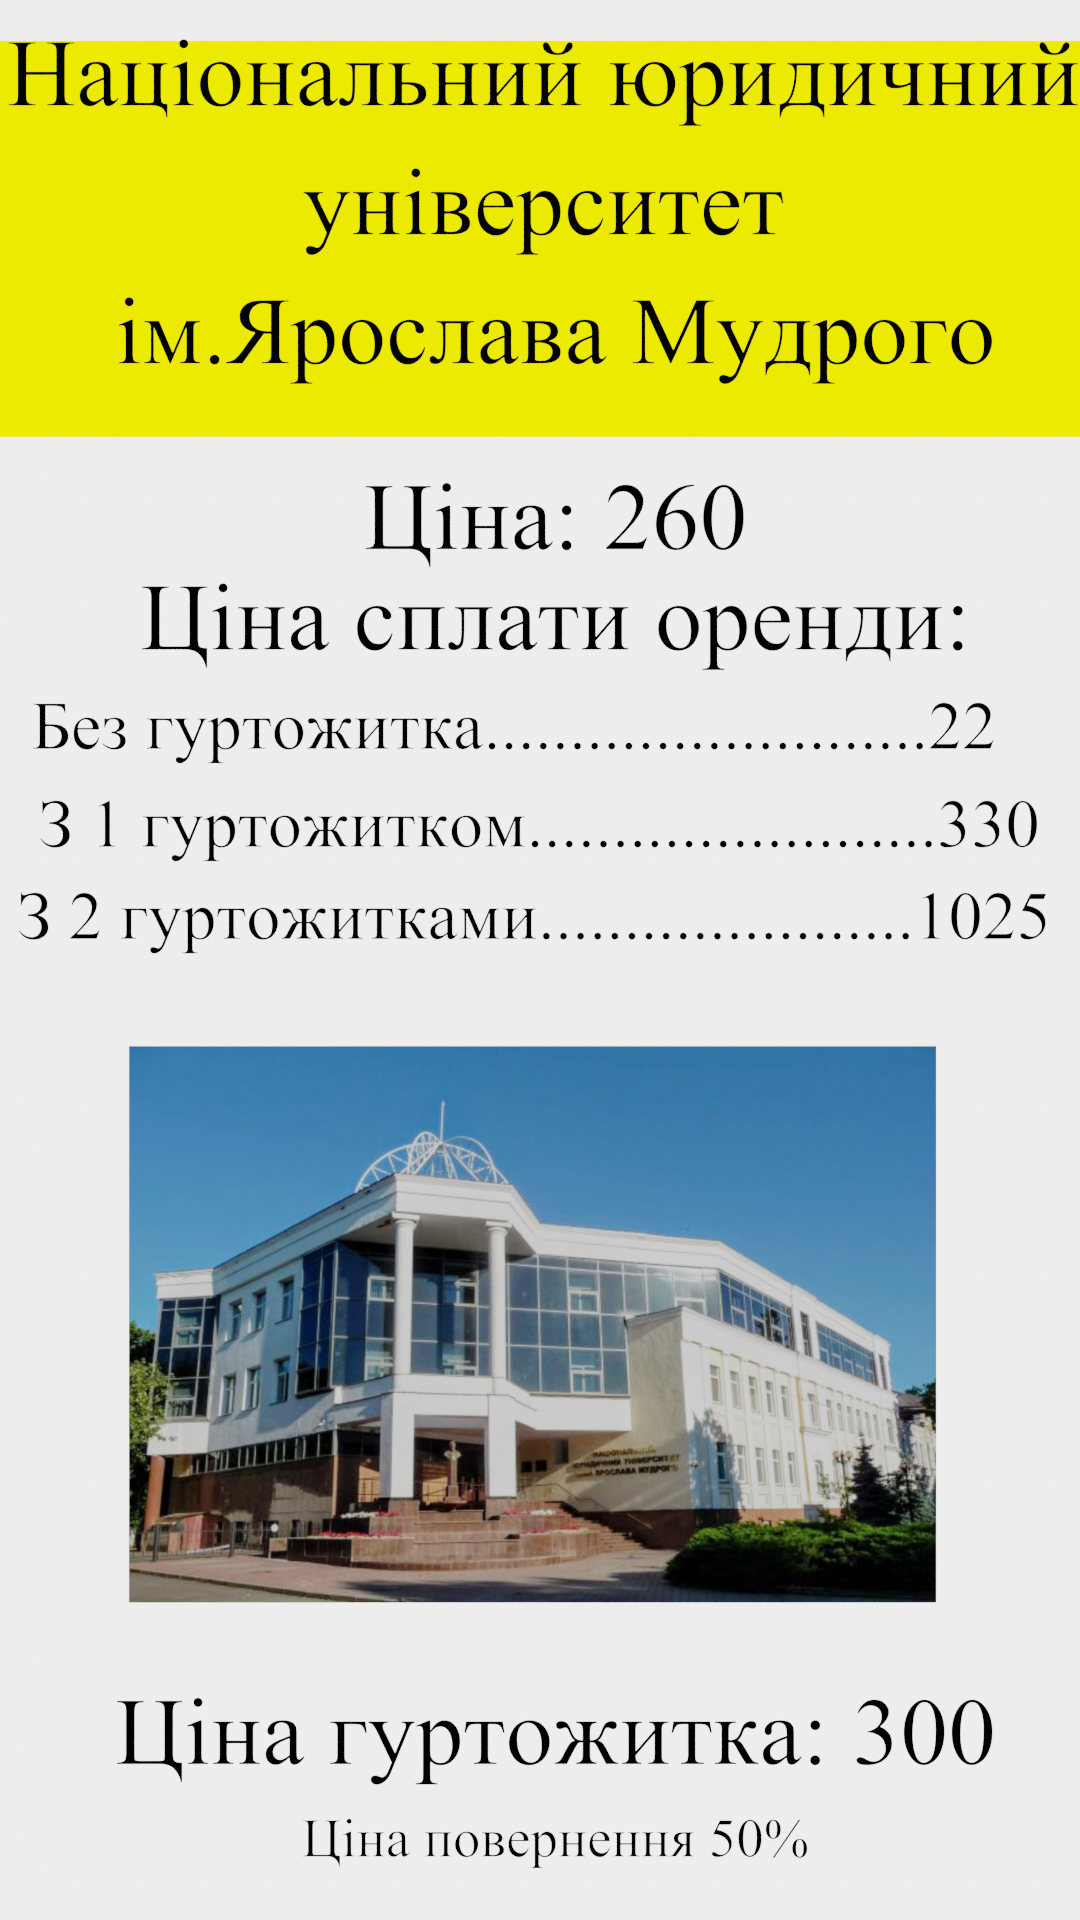 Національний юридичний
університет
ім.Ярослава Мудрого
Ціна: 260
Ціна сплати оренди:
Без гуртожитка..........................22
З 1 гуртожитком........................330
З 2 гуртожитками......................1025
НАЦІОНАЛЬНИЙ
ЮРИДИЧНИЙ УНІВЕРСИТЕТ
ІМЕНІ ЯРОСЛАВА МУДРОГО
Ціна гуртожитка: 300
Ціна повернення 50%